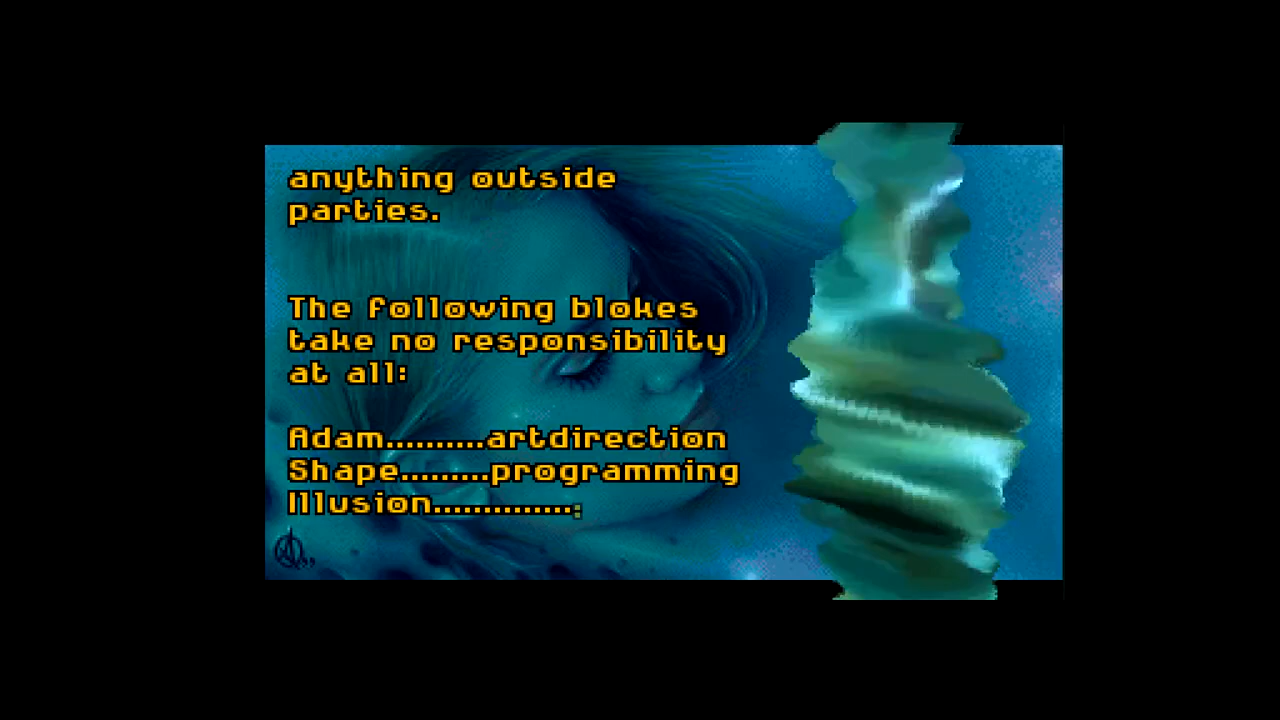 anything outside
parties.
The following blokes
take no responsibility
at all:
Adam..........artdirection
Shape.........programming
Illusion..............